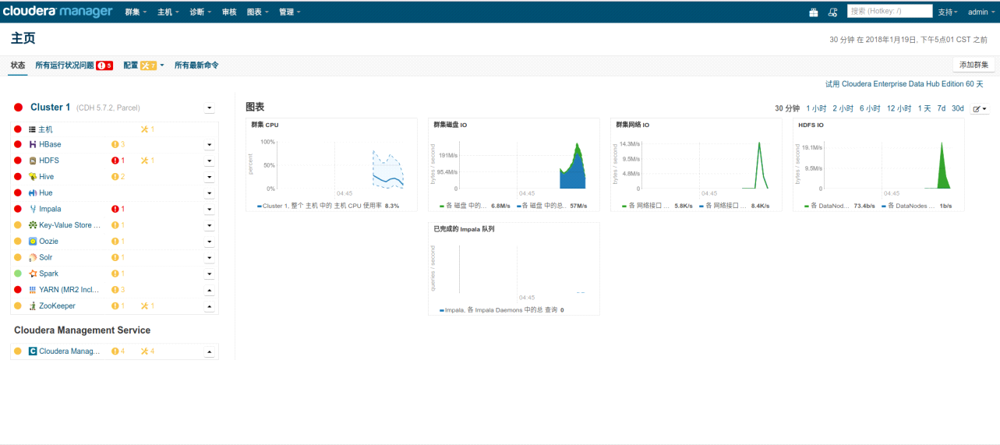 cloudera manager 群集 主机 诊断 审核 图表 管理 搜索 (Hotkey: /) 支持 admin
主页
30 分钟 在 2018年1月19日, 下午5点01 CST 之前
状态 所有运行状况问题 5 配置 7 所有最新命令 添加群集
试用 Cloudera Enterprise Data Hub Edition 60 天
Cluster 1 (CDH 5.7.2, Parcel)
主机 1
HBase 3
HDFS 1 1
Hive 2
Hue
Impala 1
Key-Value Store ... 1
Oozie 1
Solr 1
Spark 1
YARN (MR2 Incl... 3
ZooKeeper 1 1
Cloudera Management Service
Cloudera Manag... 4 4
图表
30 分钟 1 小时 2 小时 6 小时 12 小时 1 天 7d 30d
群集 CPU
percent
100%
50%
0%
04:45
Cluster 1, 整个 主机 中的 主机 CPU 使用率 8.3%
群集磁盘 IO
bytes / second
191M/s
95.4M/s
0
04:45
各 磁盘 中的... 6.8M/s 各 磁盘 中的总.. 57M/s
群集网络 IO
bytes / second
14.3M/s
9.5M/s
4.8M/s
0
04:45
各 网络接口 ... 5.8K/s 各 网络接口 ... 8.4K/s
HDFS IO
bytes / second
19.1M/s
9.5M/s
0
04:45
各 DataNod... 73.4b/s 各 DataNodes ... 1b/s
已完成的 Impala 队列
queries / second
04:45
Impala, 各 Impala Daemons 中的总 查询 0